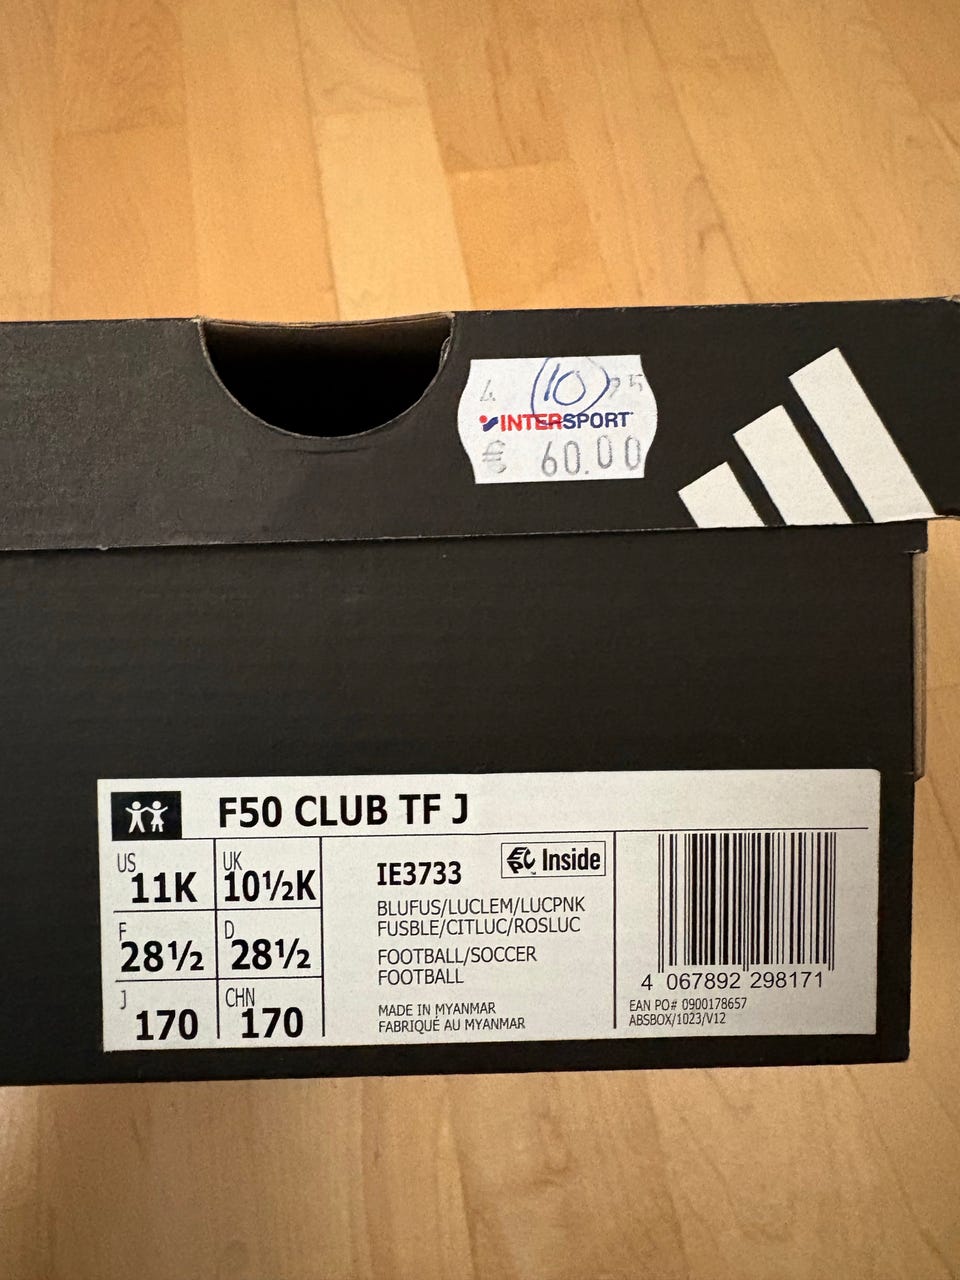 4 (10) 25
INTERSPORT
€ 60.00
F50 CLUB TF J
US 11K
UK 10½K
F 28½
D 28½
J 170
CHN 170
IE3733
EPC Inside
BLUFUS/LUCLEM/LUCPNK
FUSBLE/CITLUC/ROSLUC
FOOTBALL/SOCCER
FOOTBALL
MADE IN MYANMAR
FABRIQUÉ AU MYANMAR
4 067892 298171
EAN PO# 0900178657
ABSBOX/1023/V12